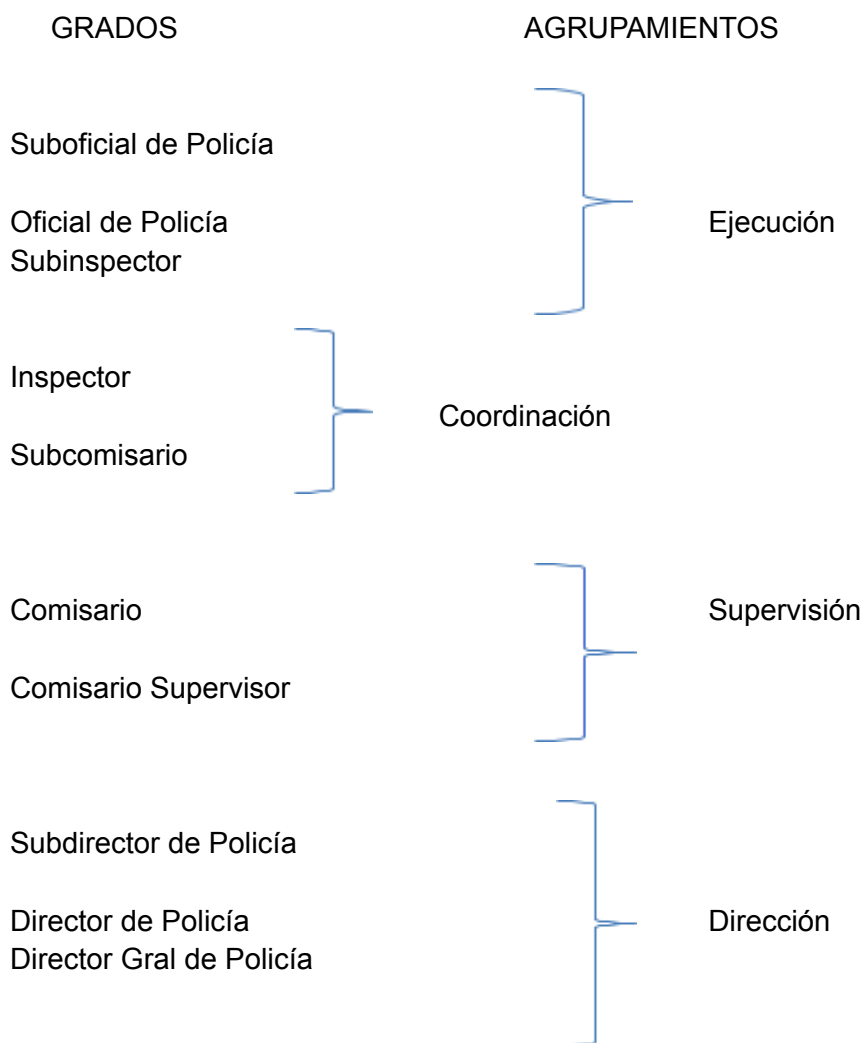 GRADOS AGRUPAMIENTOS
Suboficial de Policía
Oficial de Policía Ejecución
Subinspector
Inspector
Coordinación
Subcomisario
Comisario Supervisión
Comisario Supervisor
Subdirector de Policía
Director de Policía Dirección
Director Gral de Policía